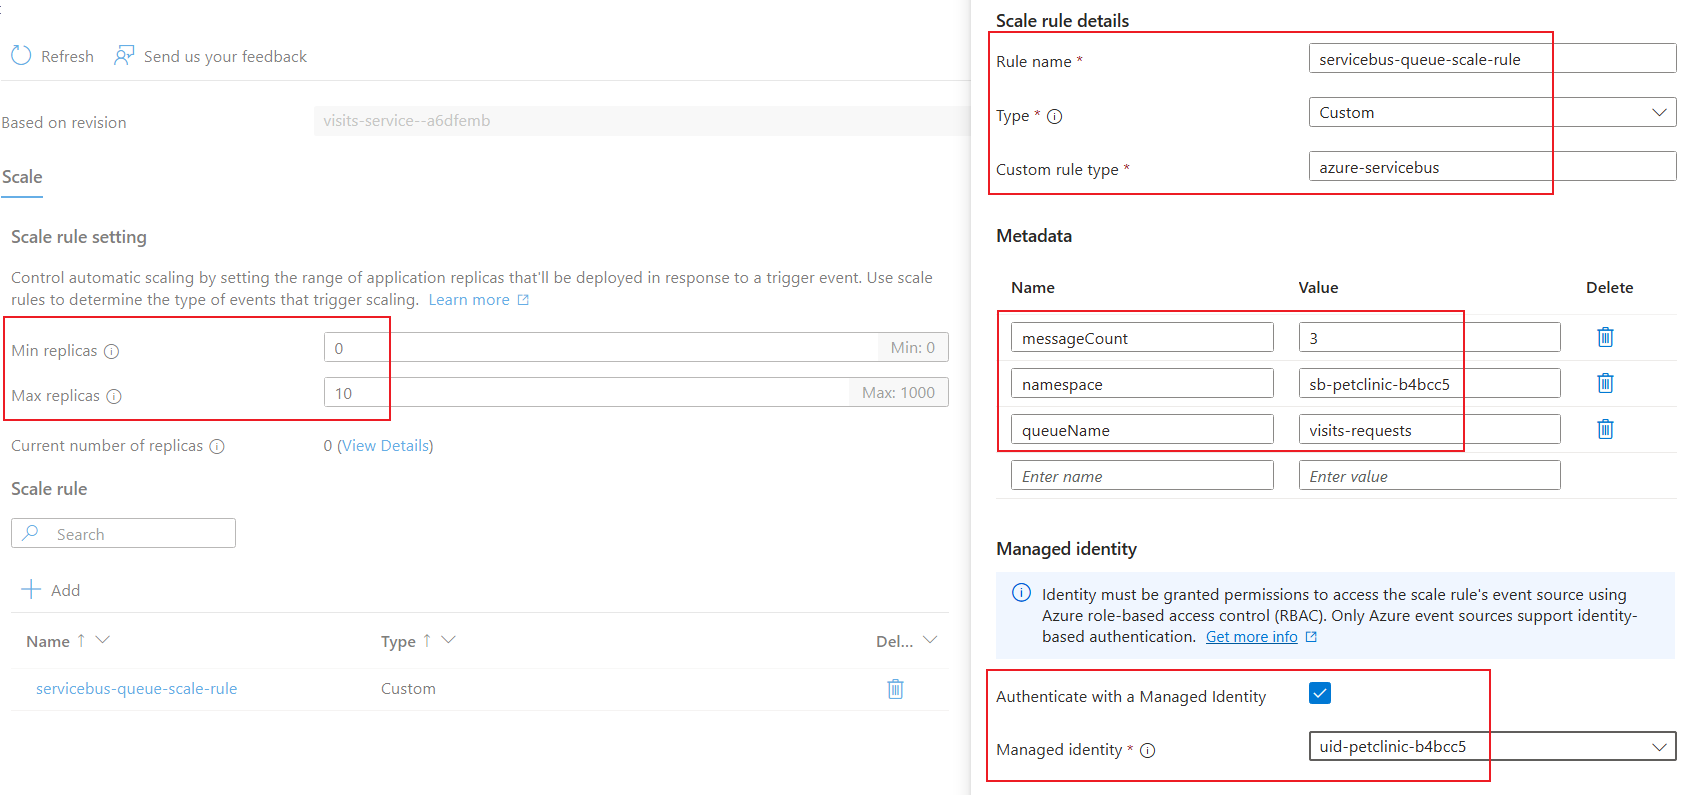 Refresh
Send us your feedback
Based on revision
visits-service--a6dfemb
Scale
Scale rule setting
Control automatic scaling by setting the range of application replicas that'll be deployed in response to a trigger event. Use scale
rules to determine the type of events that trigger scaling. Learn more
Min replicas
0
Min: 0
Max replicas
10
Max: 1000
Current number of replicas
0 (View Details)
Scale rule
Search
Add
Name ↑
Type ↑
Del...
servicebus-queue-scale-rule
Custom
Scale rule details
Rule name *
servicebus-queue-scale-rule
Type *
Custom
Custom rule type *
azure-servicebus
Metadata
Name
Value
Delete
messageCount
3
namespace
sb-petclinic-b4bcc5
queueName
visits-requests
Enter name
Enter value
Managed identity
Identity must be granted permissions to access the scale rule's event source using
Azure role-based access control (RBAC). Only Azure event sources support identity-
based authentication. Get more info
Authenticate with a Managed Identity
Managed identity *
uid-petclinic-b4bcc5